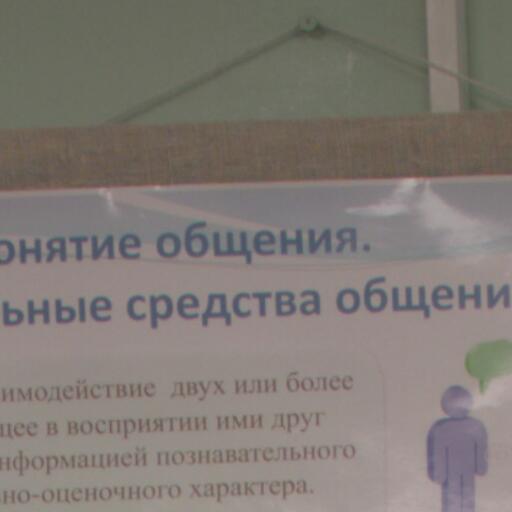 онятие общения.
ьные средства общени
имодействие двух или более
щее в восприятии ими друг
нформацией познавательного
но-оценочного характера.